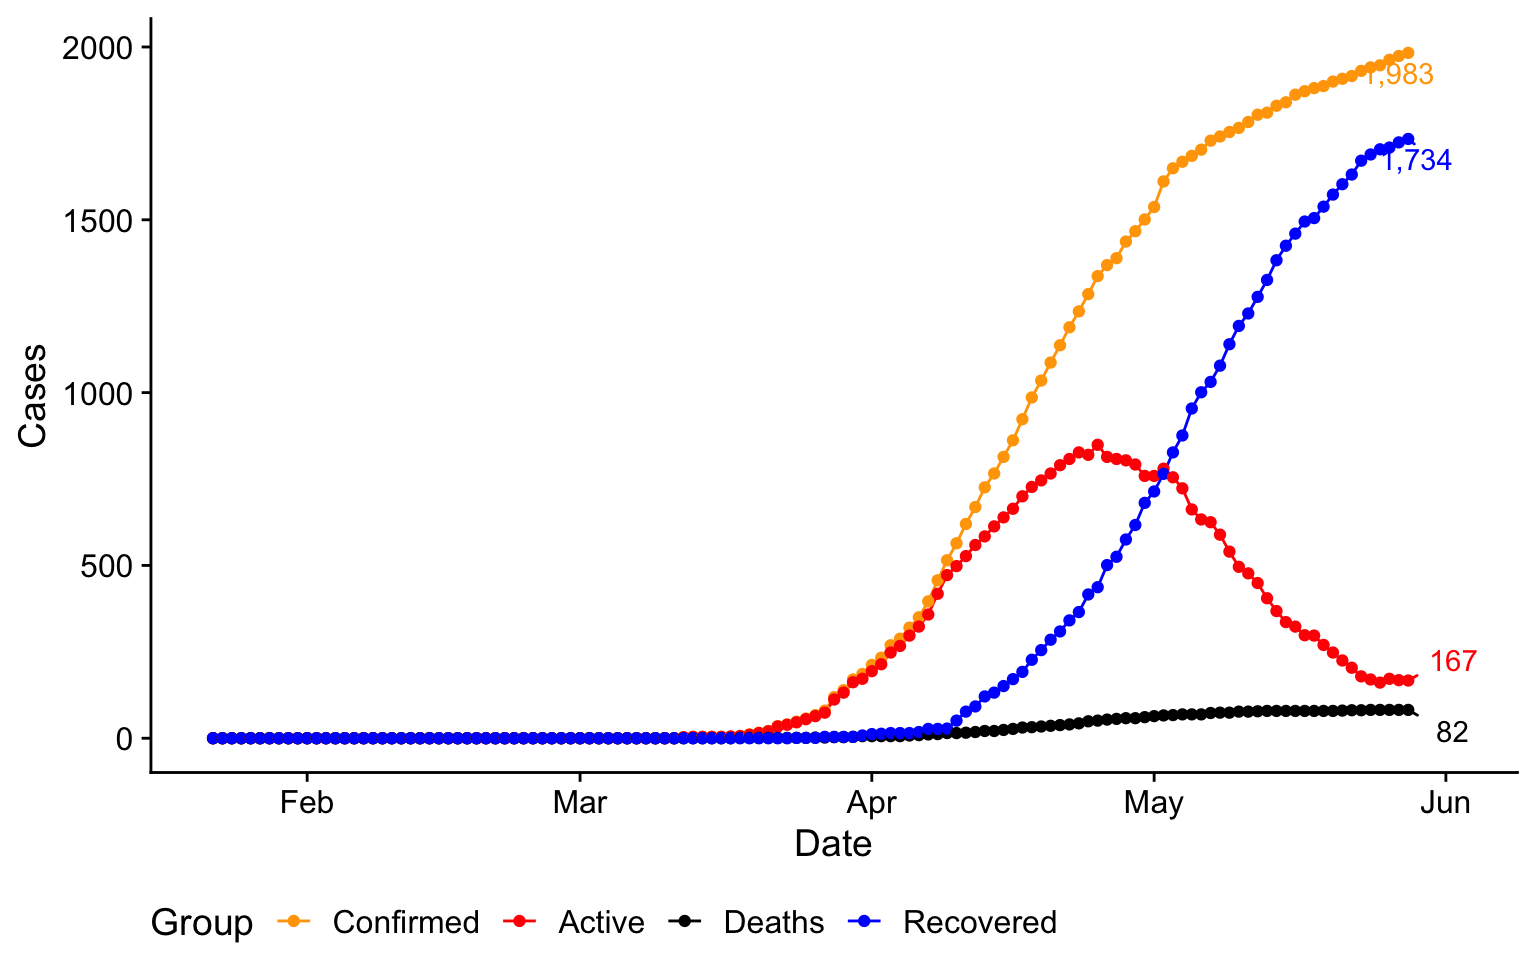 2000
1,983
1,734
1500
Cases
1000
500
167
82
0
Feb Mar Apr May Jun
Date
Group Confirmed Active Deaths Recovered